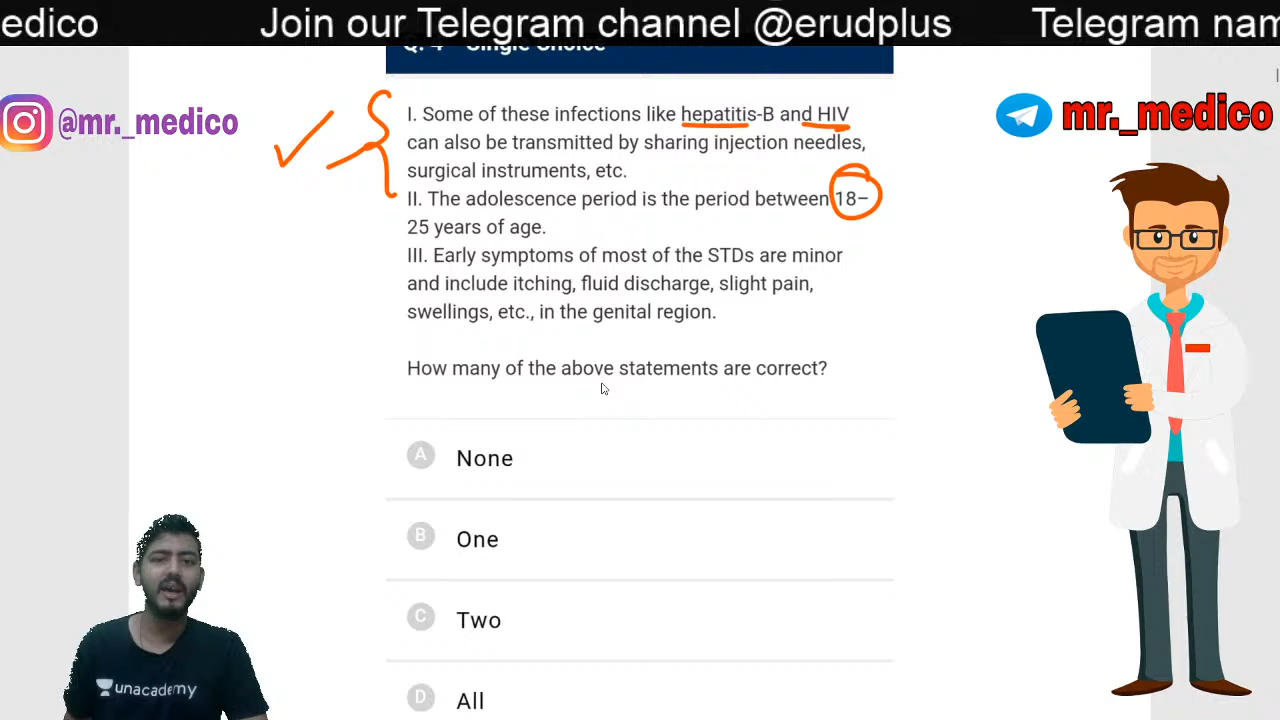 edico Join our Telegram channel @erudplus Telegram nam
Q. 4 Single Choice
@mr._medico
mr._medico
I. Some of these infections like hepatitis-B and HIV
can also be transmitted by sharing injection needles,
surgical instruments, etc.
II. The adolescence period is the period between 18–
25 years of age.
III. Early symptoms of most of the STDs are minor
and include itching, fluid discharge, slight pain,
swellings, etc., in the genital region.
How many of the above statements are correct?
A None
B One
C Two
D All
unacademy